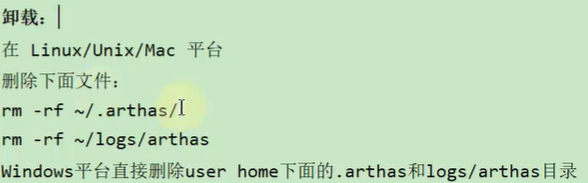 卸载：
在 Linux/Unix/Mac 平台
删除下面文件：
rm -rf ~/.arthas/
rm -rf ~/logs/arthas
Windows平台直接删除user home下面的.arthas和logs/arthas目录